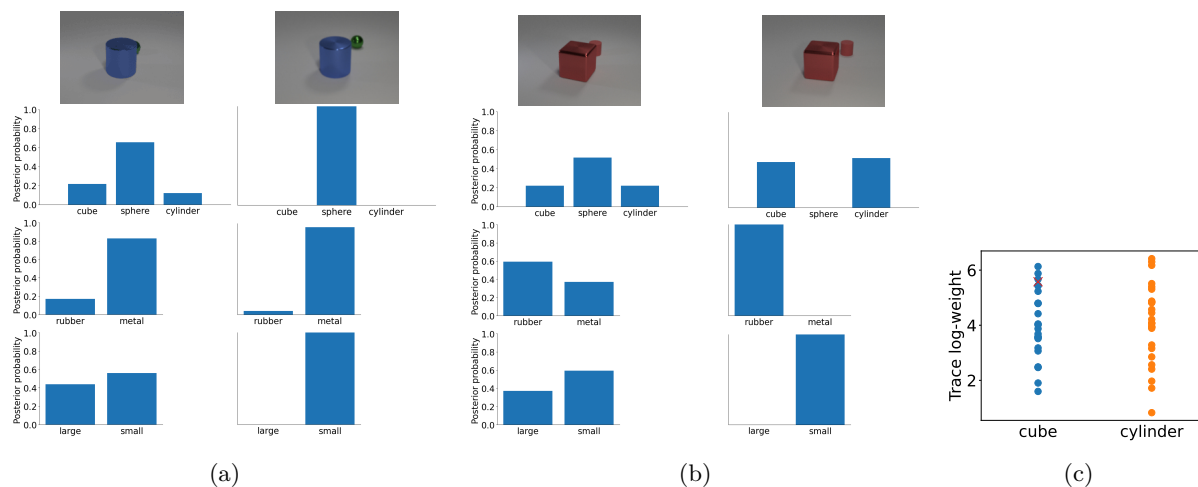 Posterior probability
1.0
0.8
0.6
0.4
0.2
0.0
cube sphere cylinder
cube sphere cylinder
Posterior probability
1.0
0.8
0.6
0.4
0.2
0.0
rubber metal
rubber metal
Posterior probability
1.0
0.8
0.6
0.4
0.2
0.0
large small
large small
(a)
Posterior probability
1.0
0.8
0.6
0.4
0.2
0.0
cube sphere cylinder
cube sphere cylinder
Posterior probability
1.0
0.8
0.6
0.4
0.2
0.0
rubber metal
rubber metal
Posterior probability
1.0
0.8
0.6
0.4
0.2
0.0
large small
large small
(b)
Trace log-weight
6
4
2
cube cylinder
(c)